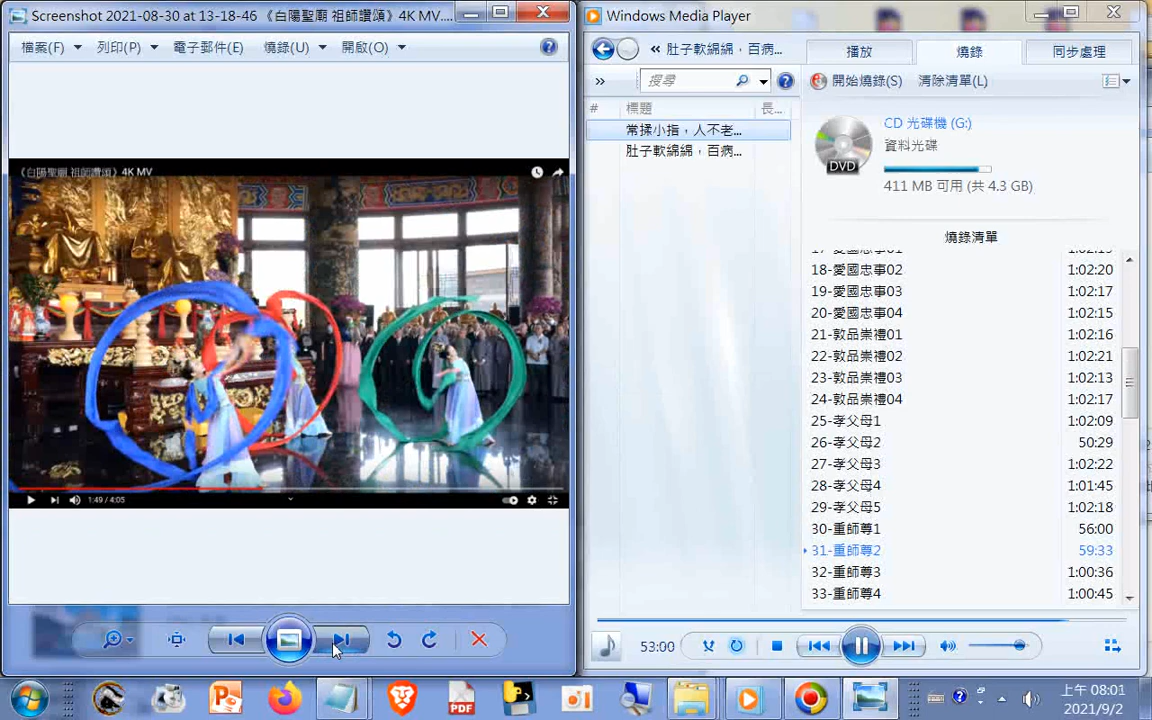 Screenshot 2021-08-30 at 13-18-46 《白陽聖廟 祖師讚頌》4K MV....
檔案(F) 列印(P) 電子郵件(E) 燒錄(U) 開啟(O)
《白陽聖廟 祖師讚頌》4K MV
1:49 / 4:05
Windows Media Player
« 肚子軟綿綿，百病...
播放 燒錄 同步處理
» 搜尋 開始燒錄(S) 清除清單(L)
# 標題 長...
常揉小指，人不老...
肚子軟綿綿，百病...
CD 光碟機 (G:)
資料光碟
DVD
411 MB 可用 (共 4.3 GB)
燒錄清單
18-愛國忠事02 1:02:20
19-愛國忠事03 1:02:17
20-愛國忠事04 1:02:15
21-敦品崇禮01 1:02:16
22-敦品崇禮02 1:02:21
23-敦品崇禮03 1:02:13
24-敦品崇禮04 1:02:17
25-孝父母1 1:02:09
26-孝父母2 50:29
27-孝父母3 1:02:22
28-孝父母4 1:01:45
29-孝父母5 1:02:18
30-重師尊1 56:00
31-重師尊2 59:33
32-重師尊3 1:00:36
33-重師尊4 1:00:45
53:00
PDF
上午 08:01
2021/9/2